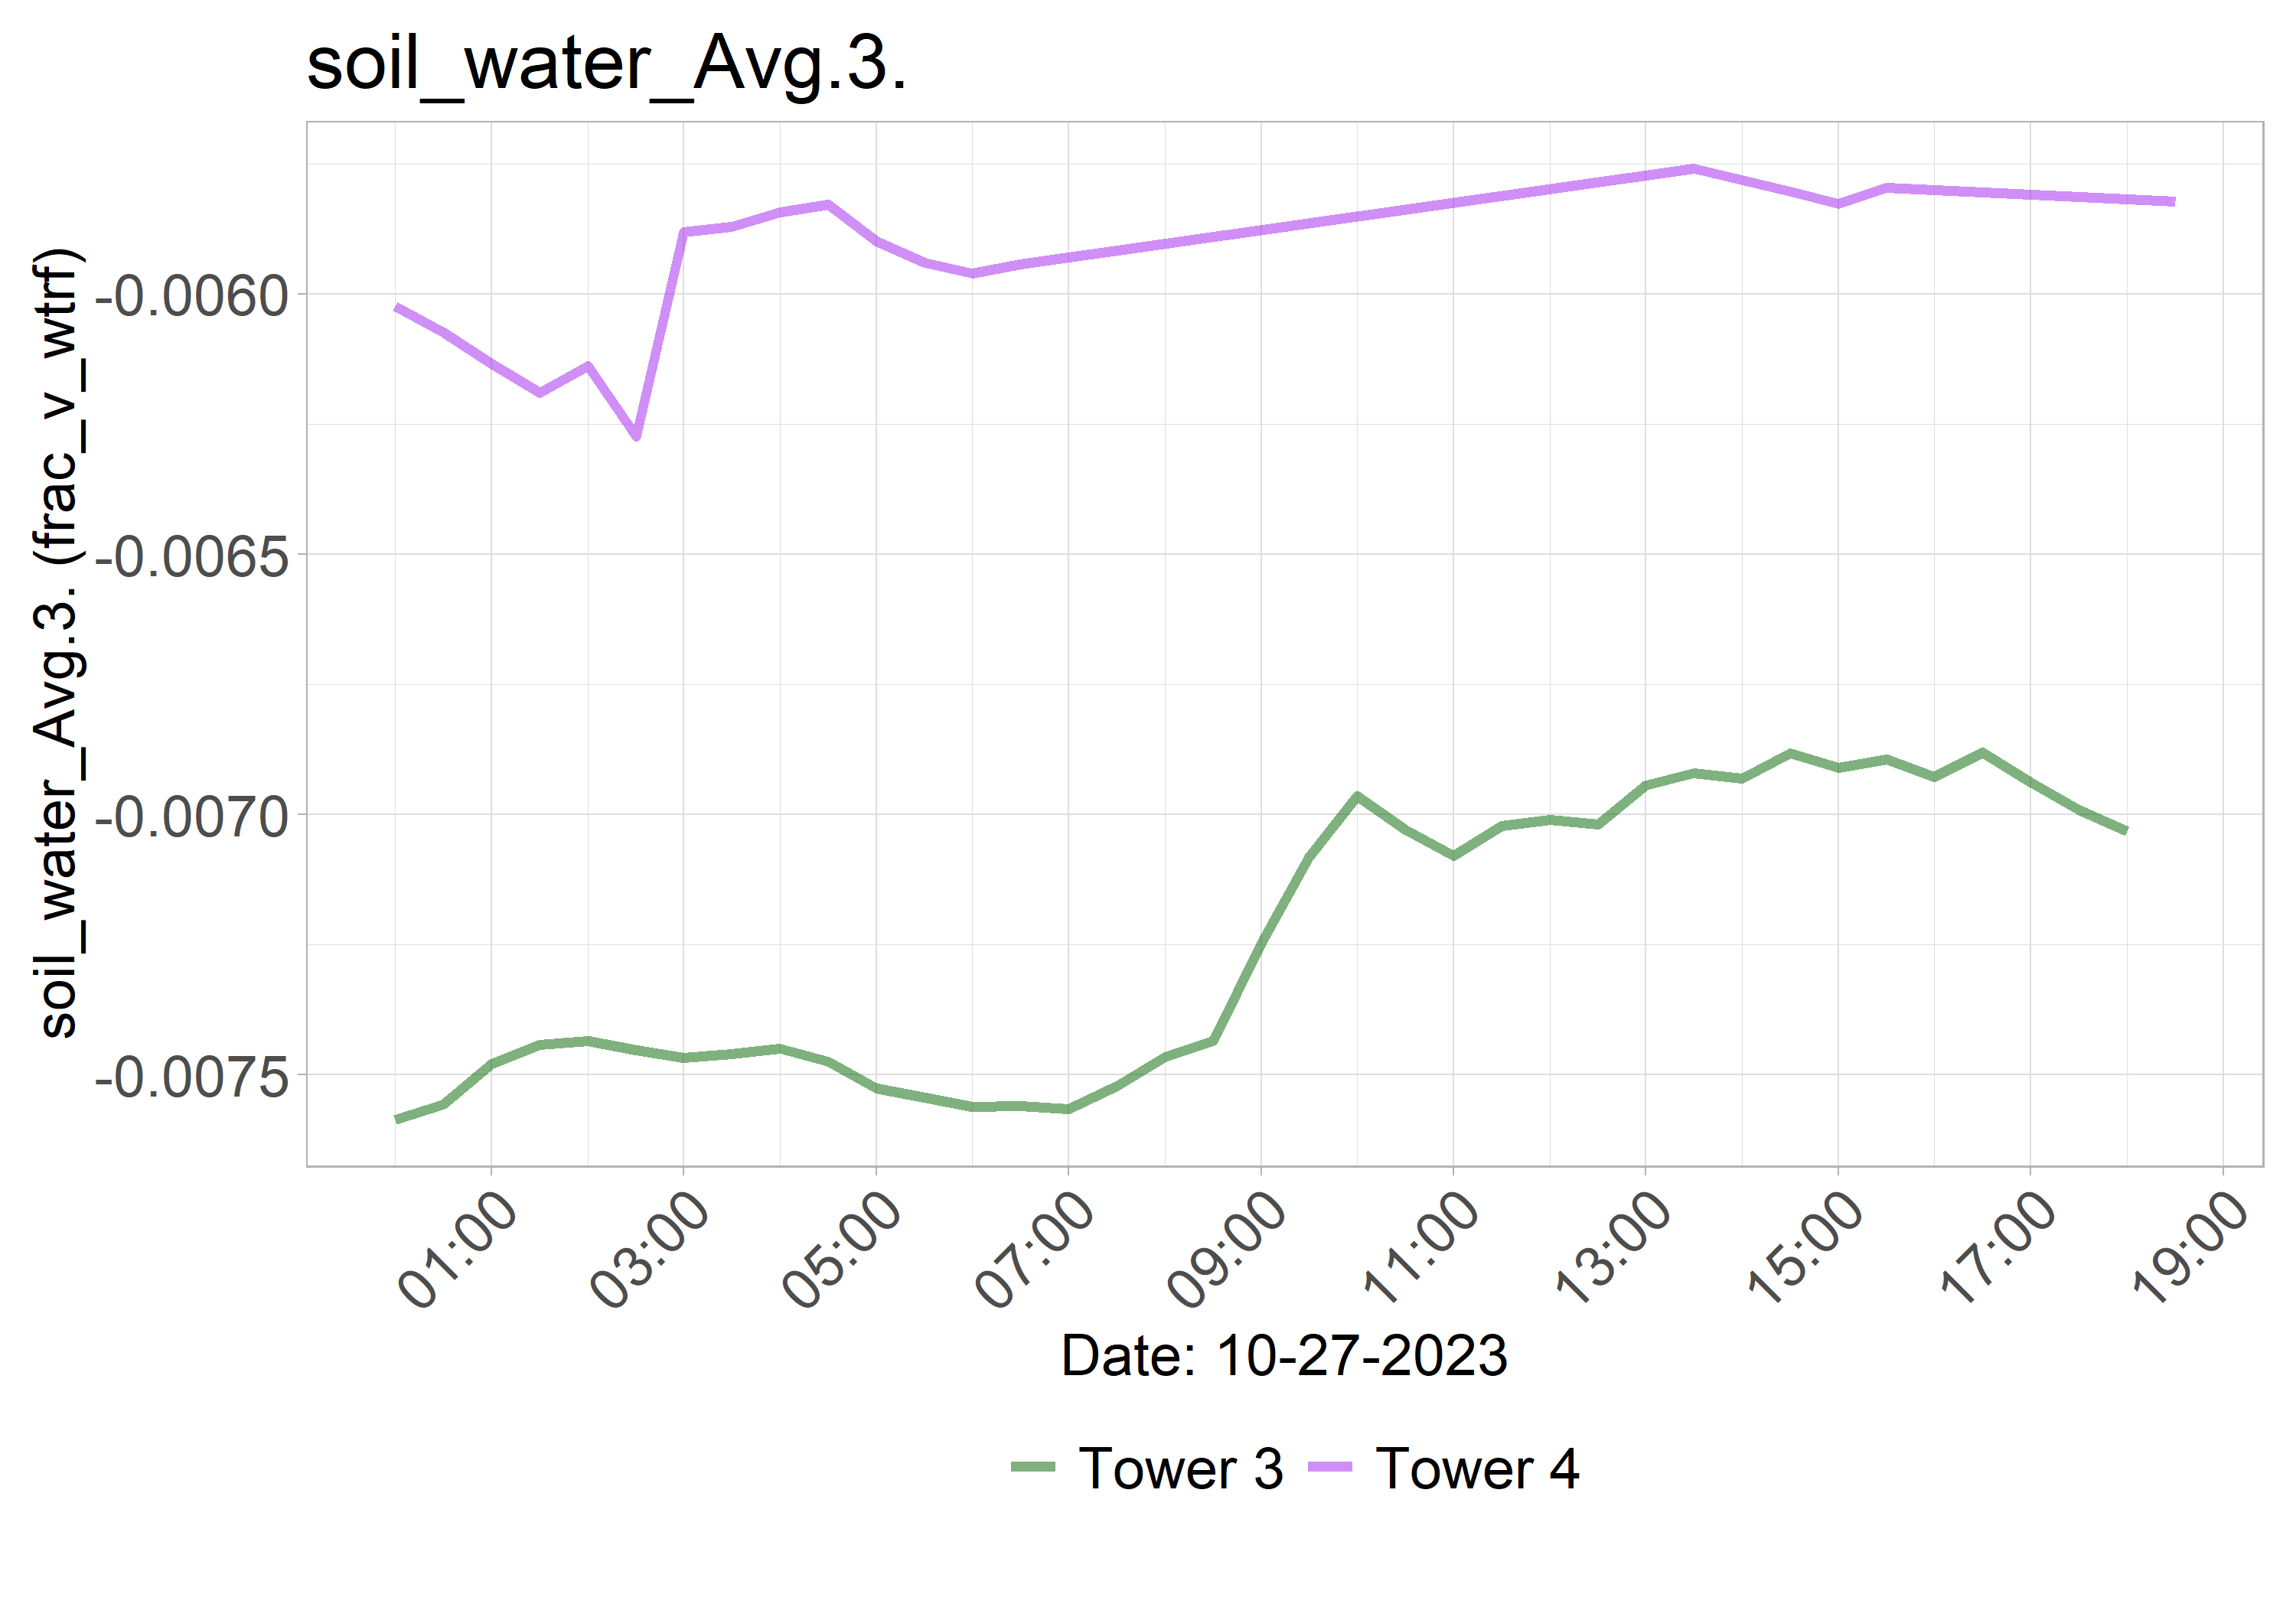 soil_water_Avg.3.
soil_water_Avg.3. (frac_v_wtrf)
-0.0060
-0.0065
-0.0070
-0.0075
01:00
03:00
05:00
07:00
09:00
11:00
13:00
15:00
17:00
19:00
Date: 10-27-2023
Tower 3
Tower 4